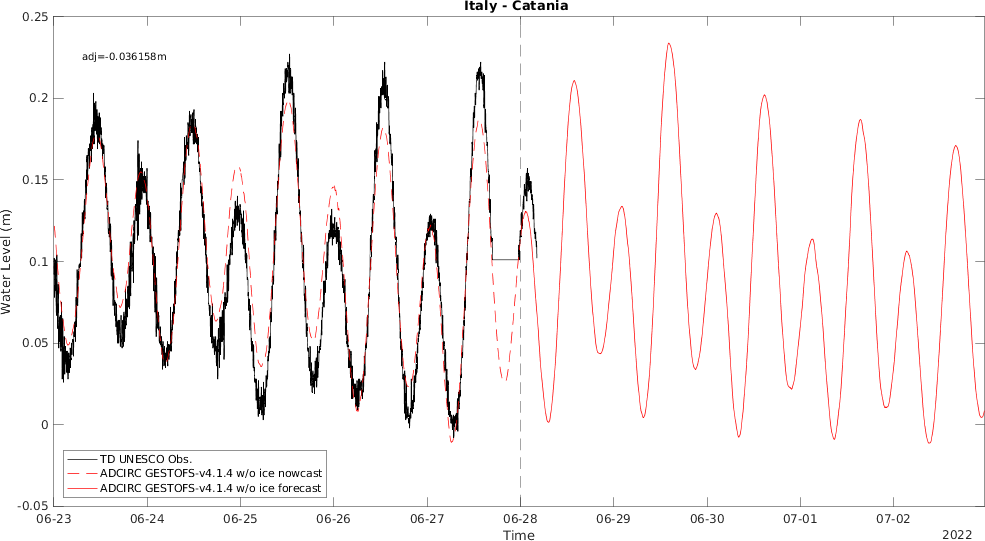 Italy - Catania
0.25
adj=-0.036158m
0.2
0.15
0.1
0.05
0
-0.05
Water Level (m)
TD UNESCO Obs.
ADCIRC GESTOFS-v4.1.4 w/o ice nowcast
ADCIRC GESTOFS-v4.1.4 w/o ice forecast
06-23 06-24 06-25 06-26 06-27 06-28 06-29 06-30 07-01 07-02
Time
2022